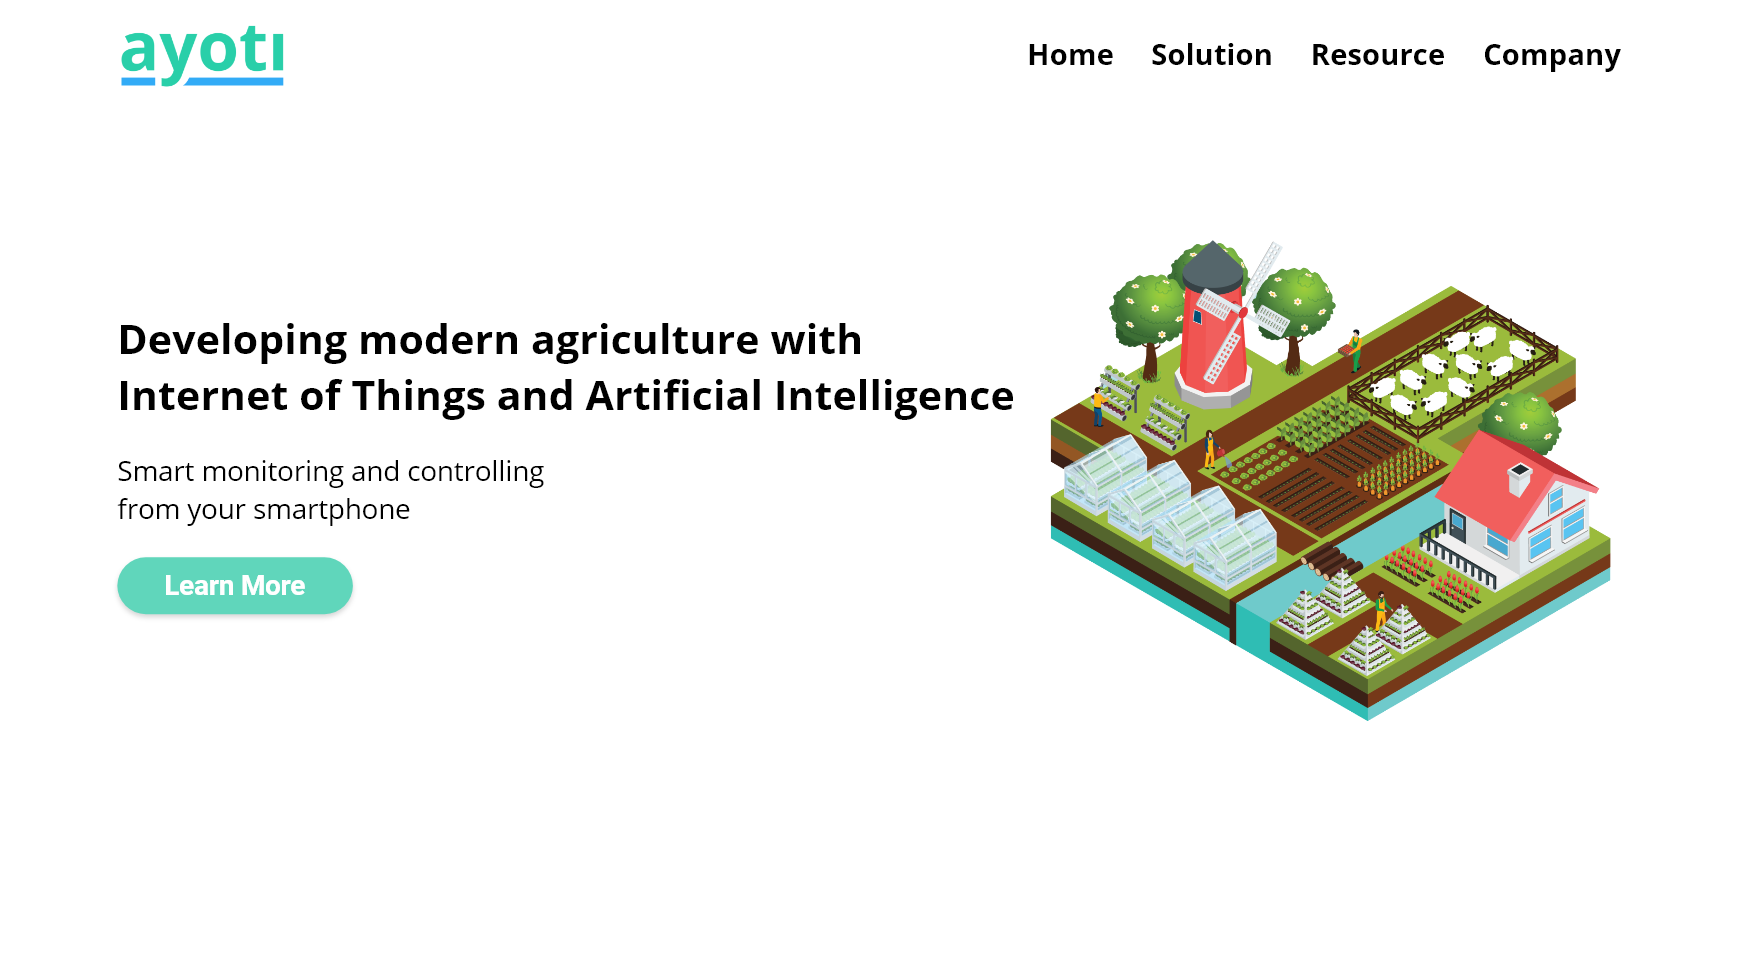 ayoti
Home Solution Resource Company
Developing modern agriculture with
Internet of Things and Artificial Intelligence
Smart monitoring and controlling
from your smartphone
Learn More